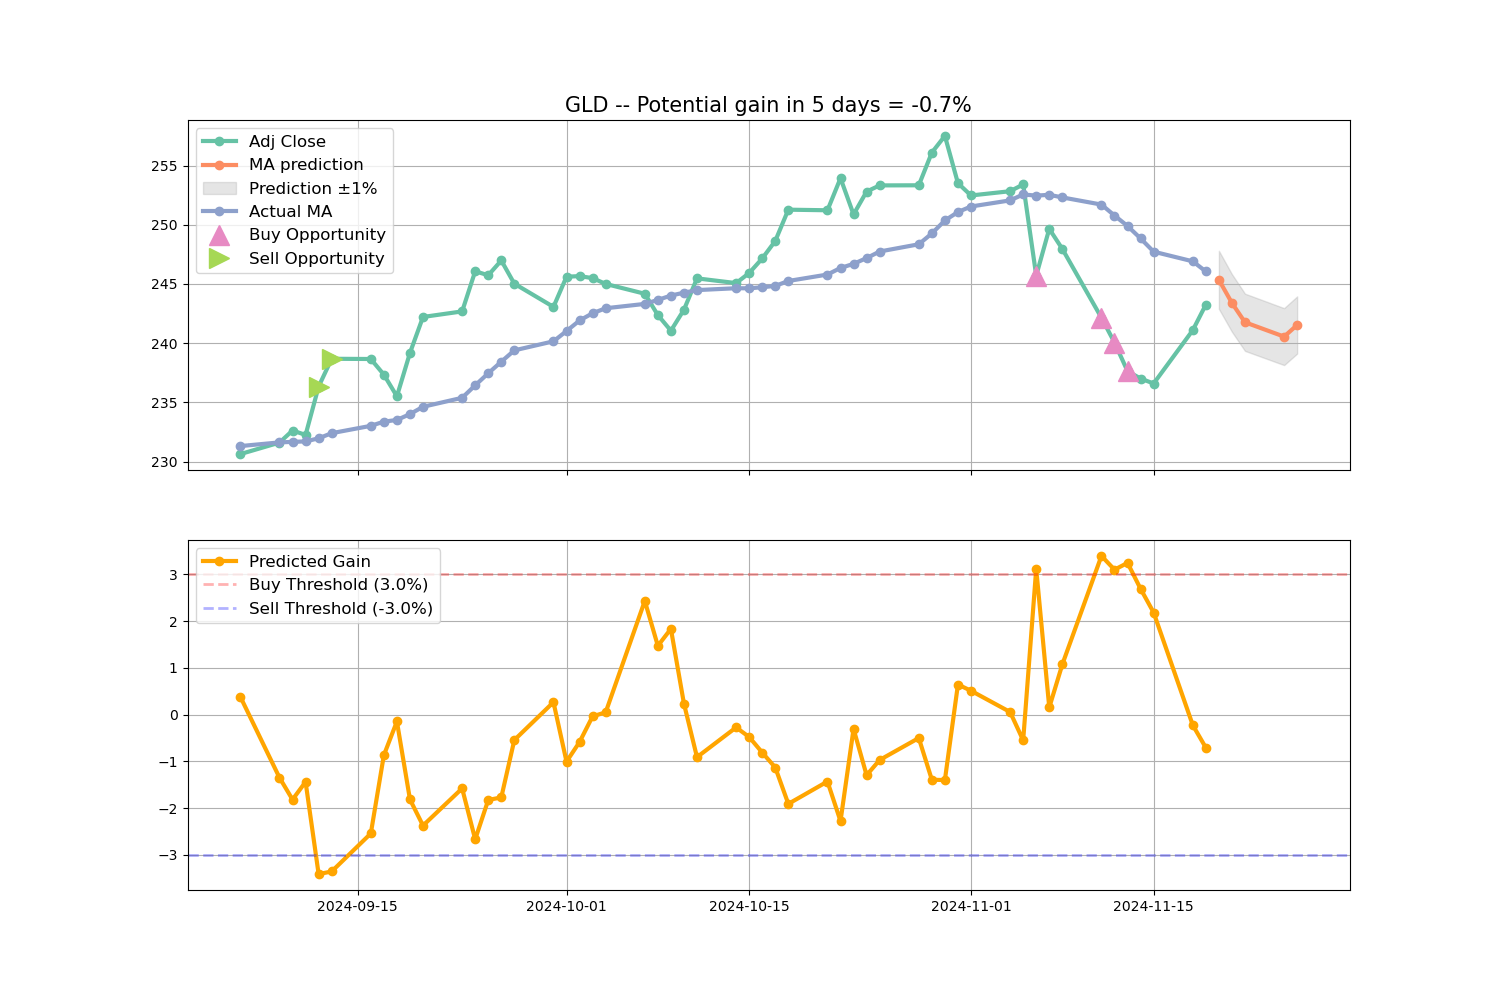 GLD -- Potential gain in 5 days = -0.7%
Adj Close
MA prediction
Prediction ±1%
Actual MA
Buy Opportunity
Sell Opportunity
255
250
245
240
235
230
Predicted Gain
Buy Threshold (3.0%)
Sell Threshold (-3.0%)
3
2
1
0
−1
−2
−3
2024-09-15
2024-10-01
2024-10-15
2024-11-01
2024-11-15